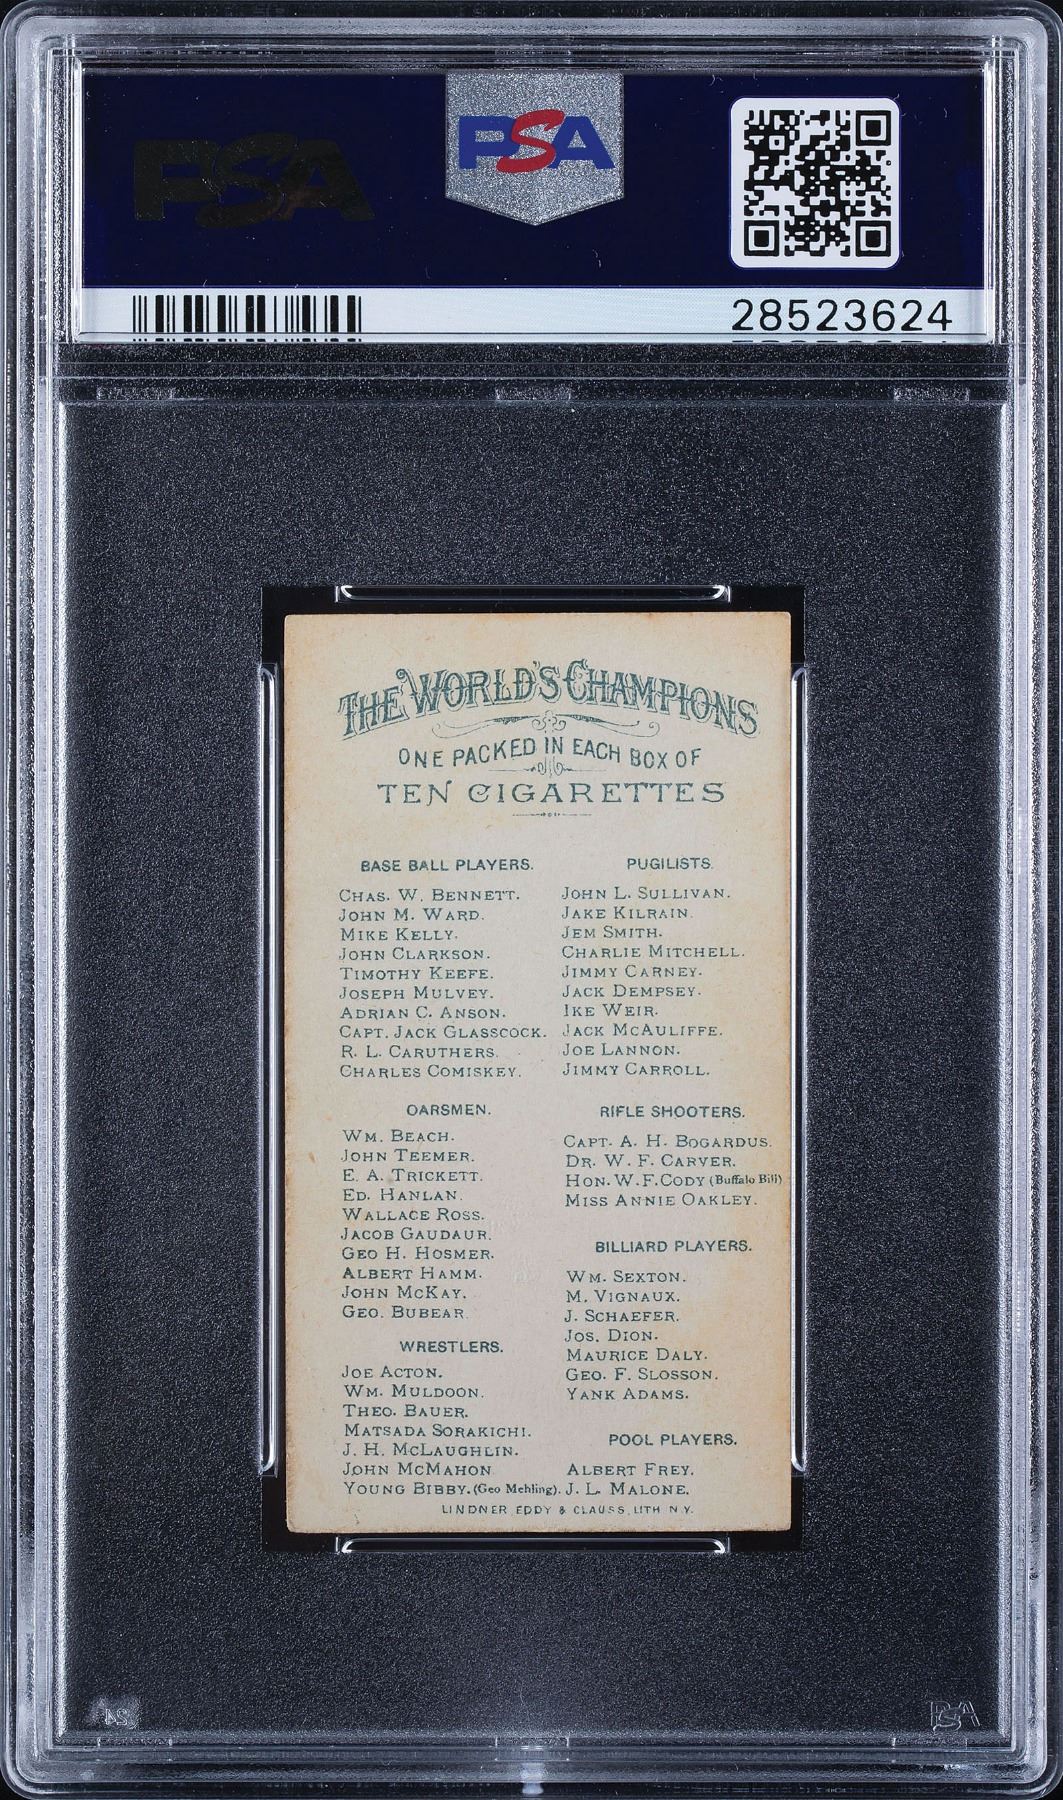 PSA
PSA
28523624
THE WORLD'S CHAMPIONS
ONE PACKED IN EACH BOX OF
TEN CIGARETTES
BASE BALL PLAYERS.
CHAS. W. BENNETT.
JOHN M. WARD.
MIKE KELLY.
JOHN CLARKSON.
TIMOTHY KEEFE.
JOSEPH MULVEY.
ADRIAN C. ANSON.
CAPT. JACK GLASSCOCK.
R. L. CARUTHERS.
CHARLES COMISKEY.
OARSMEN.
WM. BEACH.
JOHN TEEMER.
E. A. TRICKETT.
ED. HANLAN.
WALLACE ROSS.
JACOB GAUDAUR.
GEO H. HOSMER.
ALBERT HAMM.
JOHN MCKAY.
GEO. BUBEAR.
WRESTLERS.
JOE ACTON.
WM. MULDOON.
THEO. BAUER.
MATSADA SORAKICHI.
J. H. MCLAUGHLIN.
JOHN MCMAHON
YOUNG BIBBY. (Geo Mehling).
PUGILISTS.
JOHN L. SULLIVAN.
JAKE KILRAIN.
JEM SMITH.
CHARLIE MITCHELL.
JIMMY CARNEY.
JACK DEMPSEY.
IKE WEIR.
JACK MCAULIFFE.
JOE LANNON.
JIMMY CARROLL.
RIFLE SHOOTERS.
CAPT. A. H. BOGARDUS.
DR. W. F. CARVER.
HON. W. F. CODY (Buffalo Bill)
MISS ANNIE OAKLEY.
BILLIARD PLAYERS.
WM. SEXTON.
M. VIGNAUX.
J. SCHAEFER.
JOS. DION.
MAURICE DALY.
GEO. F. SLOSSON.
YANK ADAMS.
POOL PLAYERS.
ALBERT FREY.
J. L. MALONE.
LINDNER, EDDY & CLAUSS, LITH. N.Y.
PSA